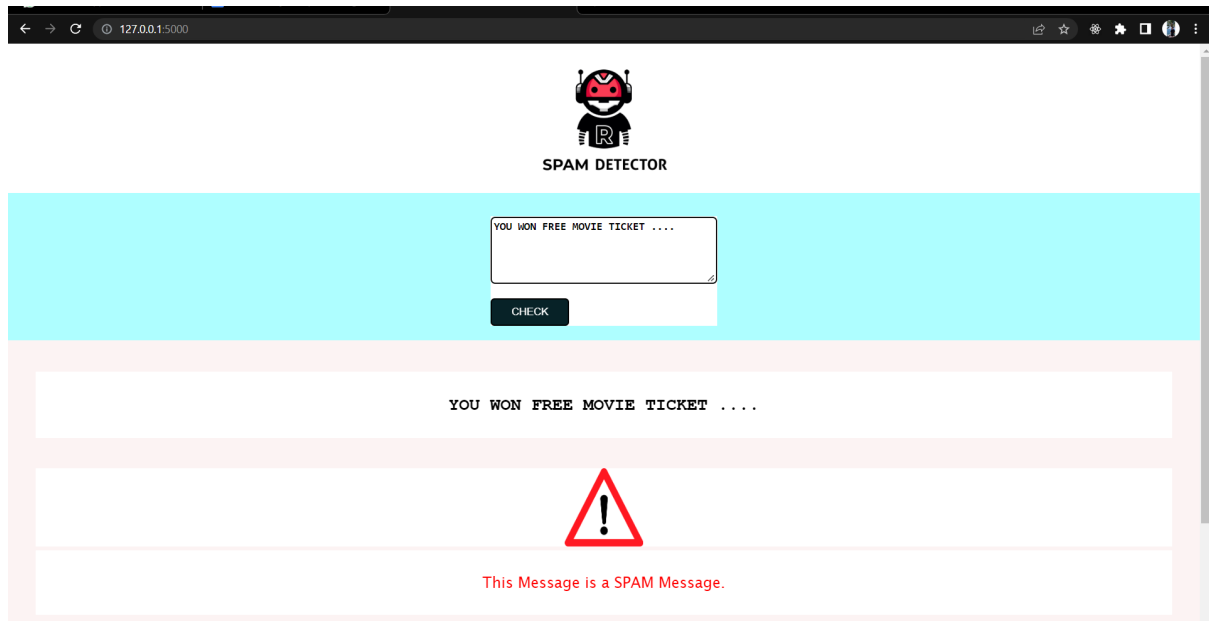 127.0.0.1:5000
R
SPAM DETECTOR
YOU WON FREE MOVIE TICKET ....
CHECK
YOU WON FREE MOVIE TICKET ....
!
This Message is a SPAM Message.